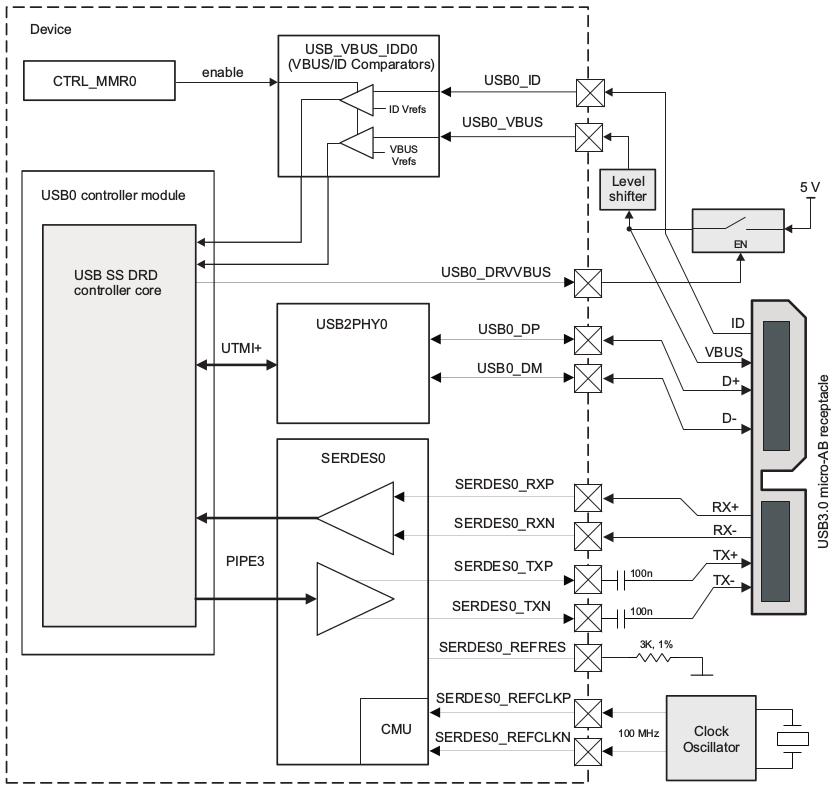 Device
CTRL_MMR0
enable
USB_VBUS_IDD0
(VBUS/ID Comparators)
ID Vrefs
VBUS
Vrefs
USB0_ID
USB0_VBUS
Level
shifter
5 V
EN
USB0 controller module
USB SS DRD
controller core
USB0_DRVVBUS
USB2PHY0
UTMI+
USB0_DP
USB0_DM
ID
VBUS
D+
D-
USB3.0 micro-AB receptacle
SERDES0
PIPE3
SERDES0_RXP
SERDES0_RXN
SERDES0_TXP
SERDES0_TXN
SERDES0_REFRES
RX+
RX-
TX+
TX-
100n
100n
3K, 1%
CMU
SERDES0_REFCLKP
SERDES0_REFCLKN
100 MHz
Clock
Oscillator